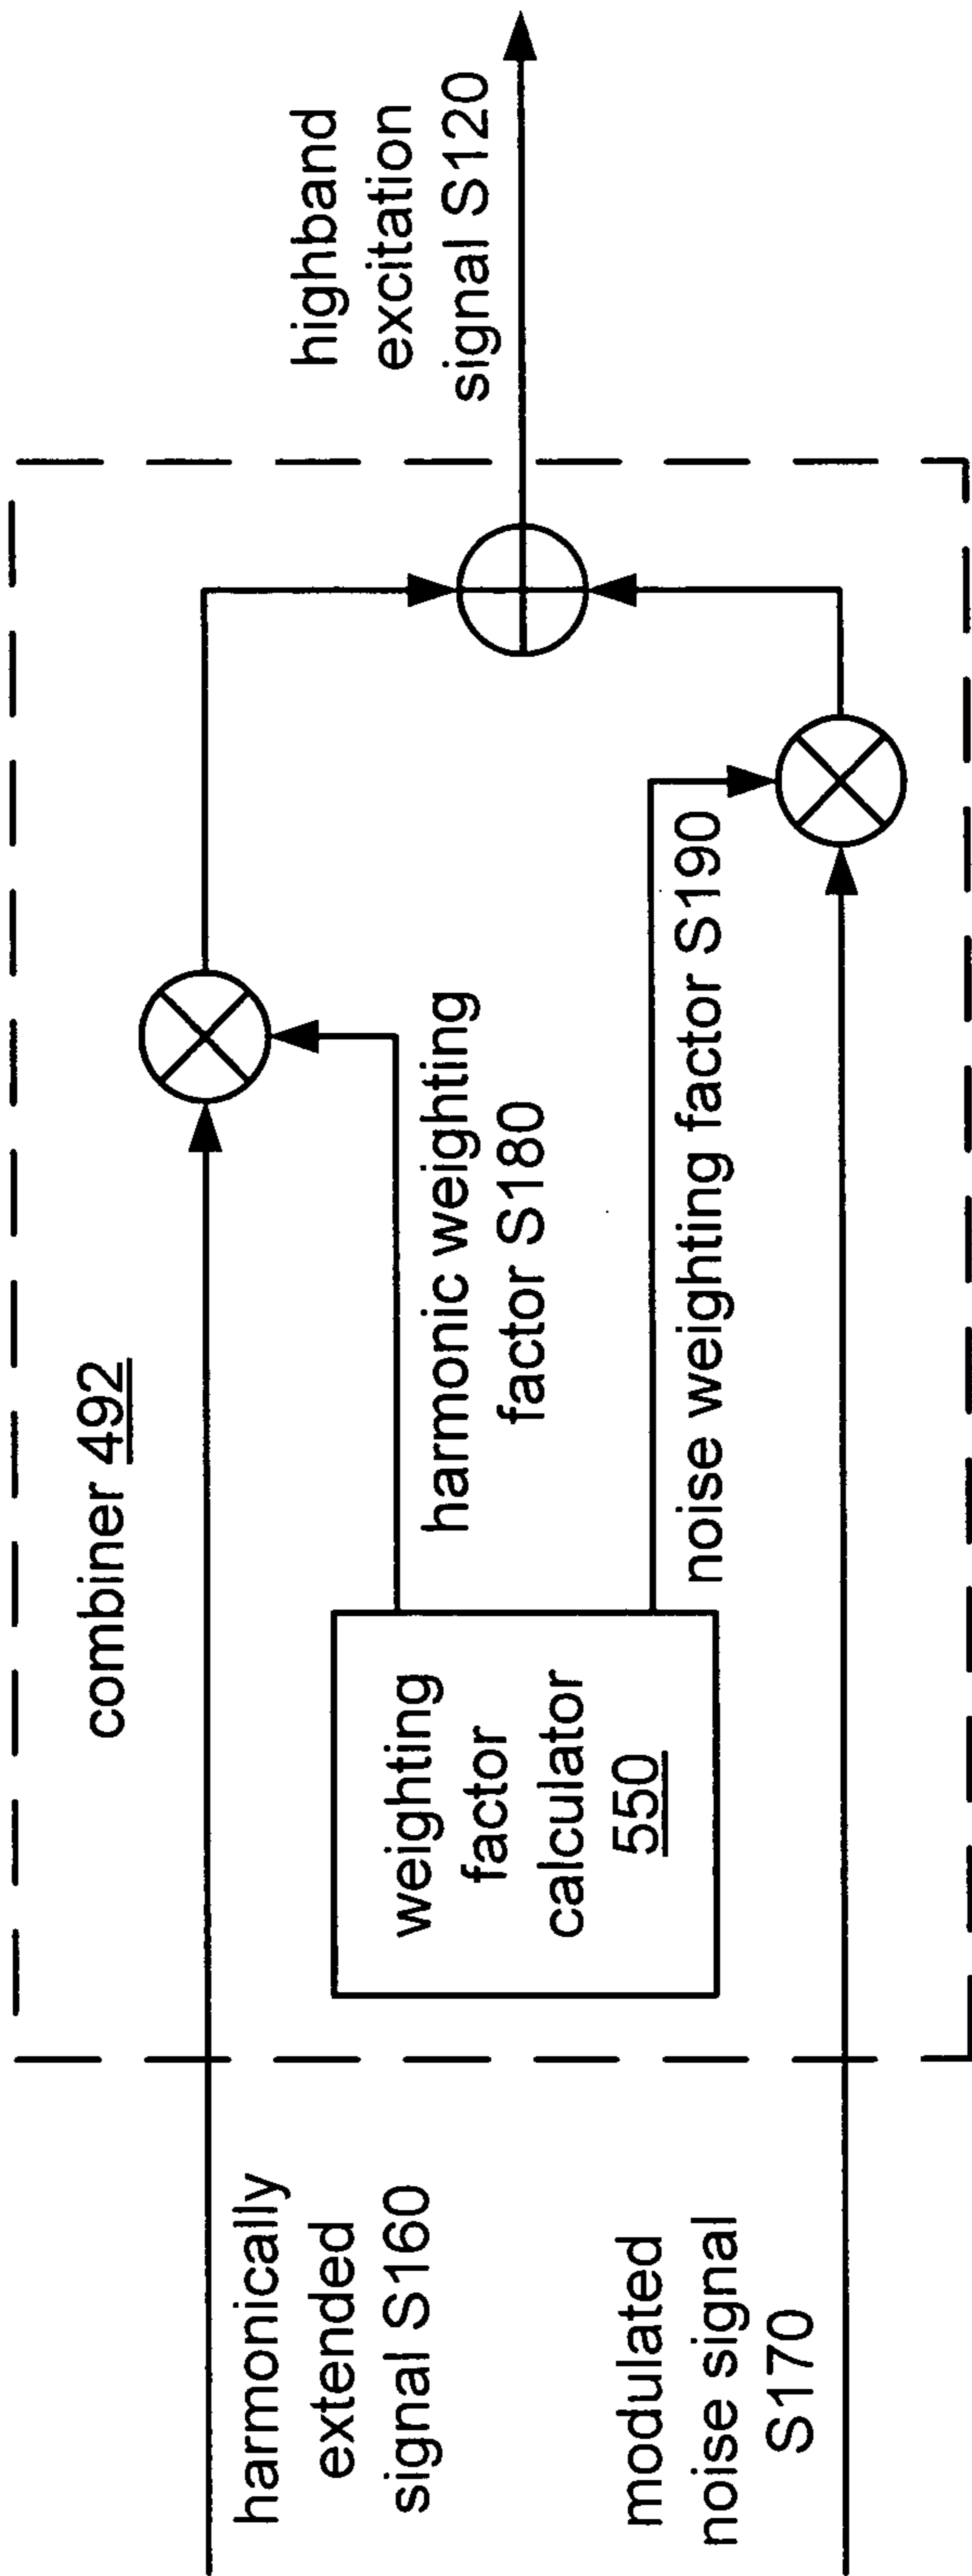 combiner 492
harmonically
extended
signal S160
modulated
noise signal
S170
weighting
factor
calculator
550
harmonic weighting
factor S180
noise weighting factor S190
highband
excitation
signal S120